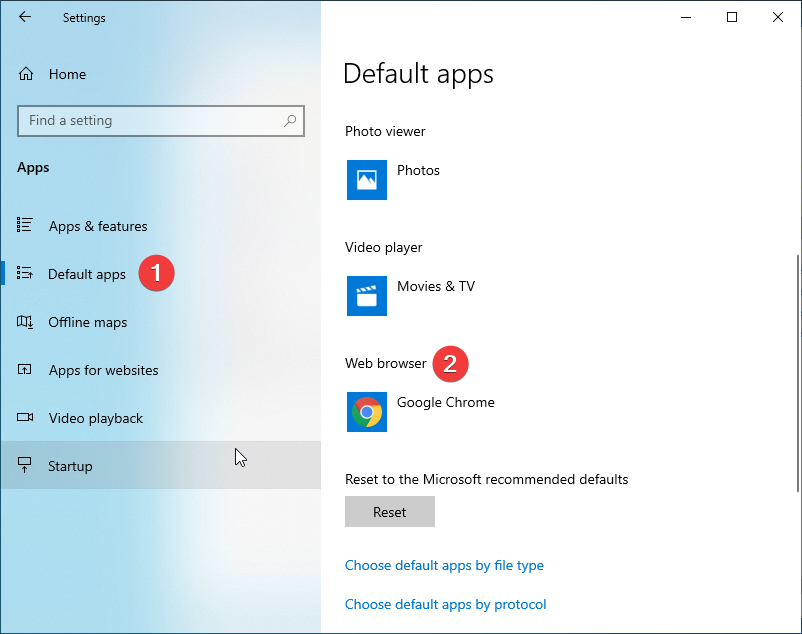 Settings
Home
Find a setting
Apps
Apps & features
Default apps 1
Offline maps
Apps for websites
Video playback
Startup
Default apps
Photo viewer
Photos
Video player
Movies & TV
Web browser 2
Google Chrome
Reset to the Microsoft recommended defaults
Reset
Choose default apps by file type
Choose default apps by protocol